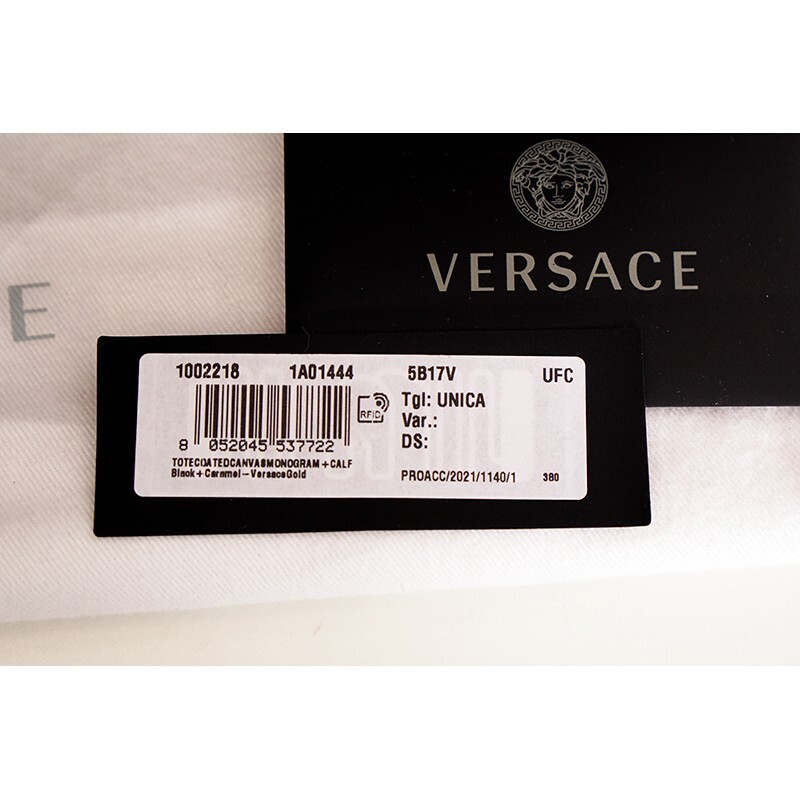 VERSACE
E
1002218 1A01444 5B17V UFC
Tgl: UNICA
RFID
Var.:
8 052045 537722
DS:
TOTECOATEDCANVASMONOGRAM+CALF
Black+Caramel-VersaceGold
PROACC/2021/1140/1 380